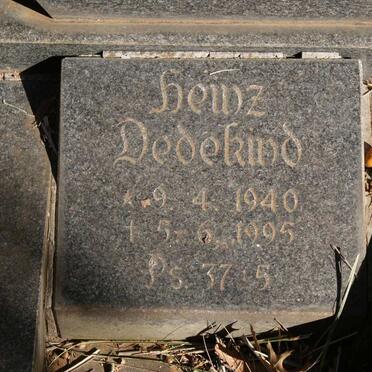 Heinz
Dedekind
* 9. 4. 1940
† 5. 6. 1995
Ps. 37:5